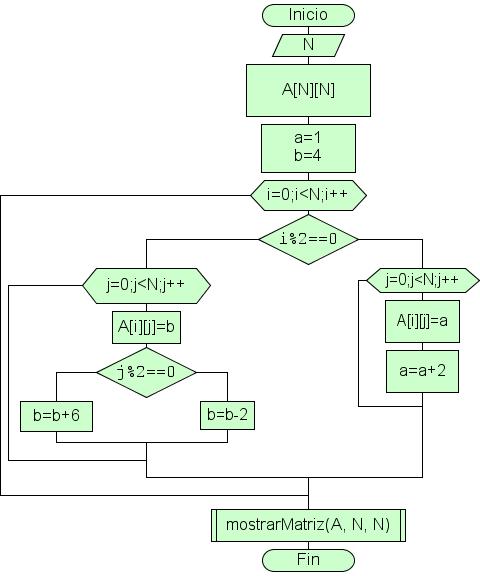 Inicio
N
A[N][N]
a=1
b=4
i=0;i<N;i++
i%2==0
j=0;j<N;j++
j=0;j<N;j++
A[i][j]=b
A[i][j]=a
j%2==0
a=a+2
b=b+6
b=b-2
mostrarMatriz(A, N, N)
Fin